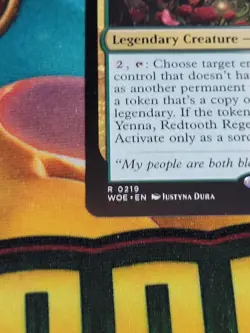 Legendary Creature —
2, T: Choose target en
control that doesn't ha
as another permanent
a token that's a copy o
legendary. If the token
Yenna, Redtooth Rege
Activate only as a sorc
"My people are both bl
R 0219
WOE • EN Iustyna Dura